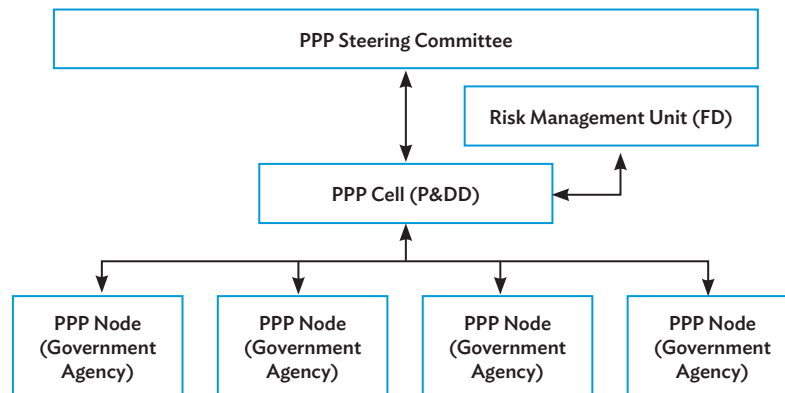 PPP Steering Committee
Risk Management Unit (FD)
PPP Cell (P&DD)
PPP Node
(Government
Agency)
PPP Node
(Government
Agency)
PPP Node
(Government
Agency)
PPP Node
(Government
Agency)